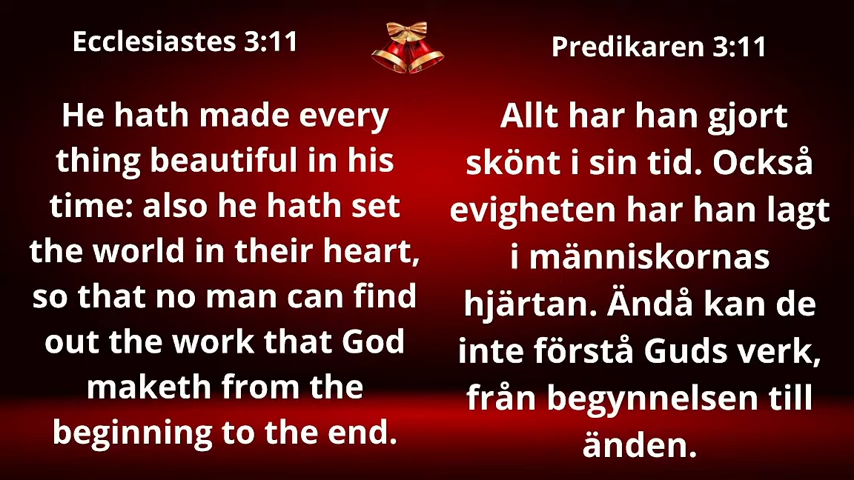 Ecclesiastes 3:11
He hath made every
thing beautiful in his
time: also he hath set
the world in their heart,
so that no man can find
out the work that God
maketh from the
beginning to the end.
Predikaren 3:11
Allt har han gjort
skönt i sin tid. Också
evigheten har han lagt
i människornas
hjärtan. Ändå kan de
inte förstå Guds verk,
från begynnelsen till
änden.